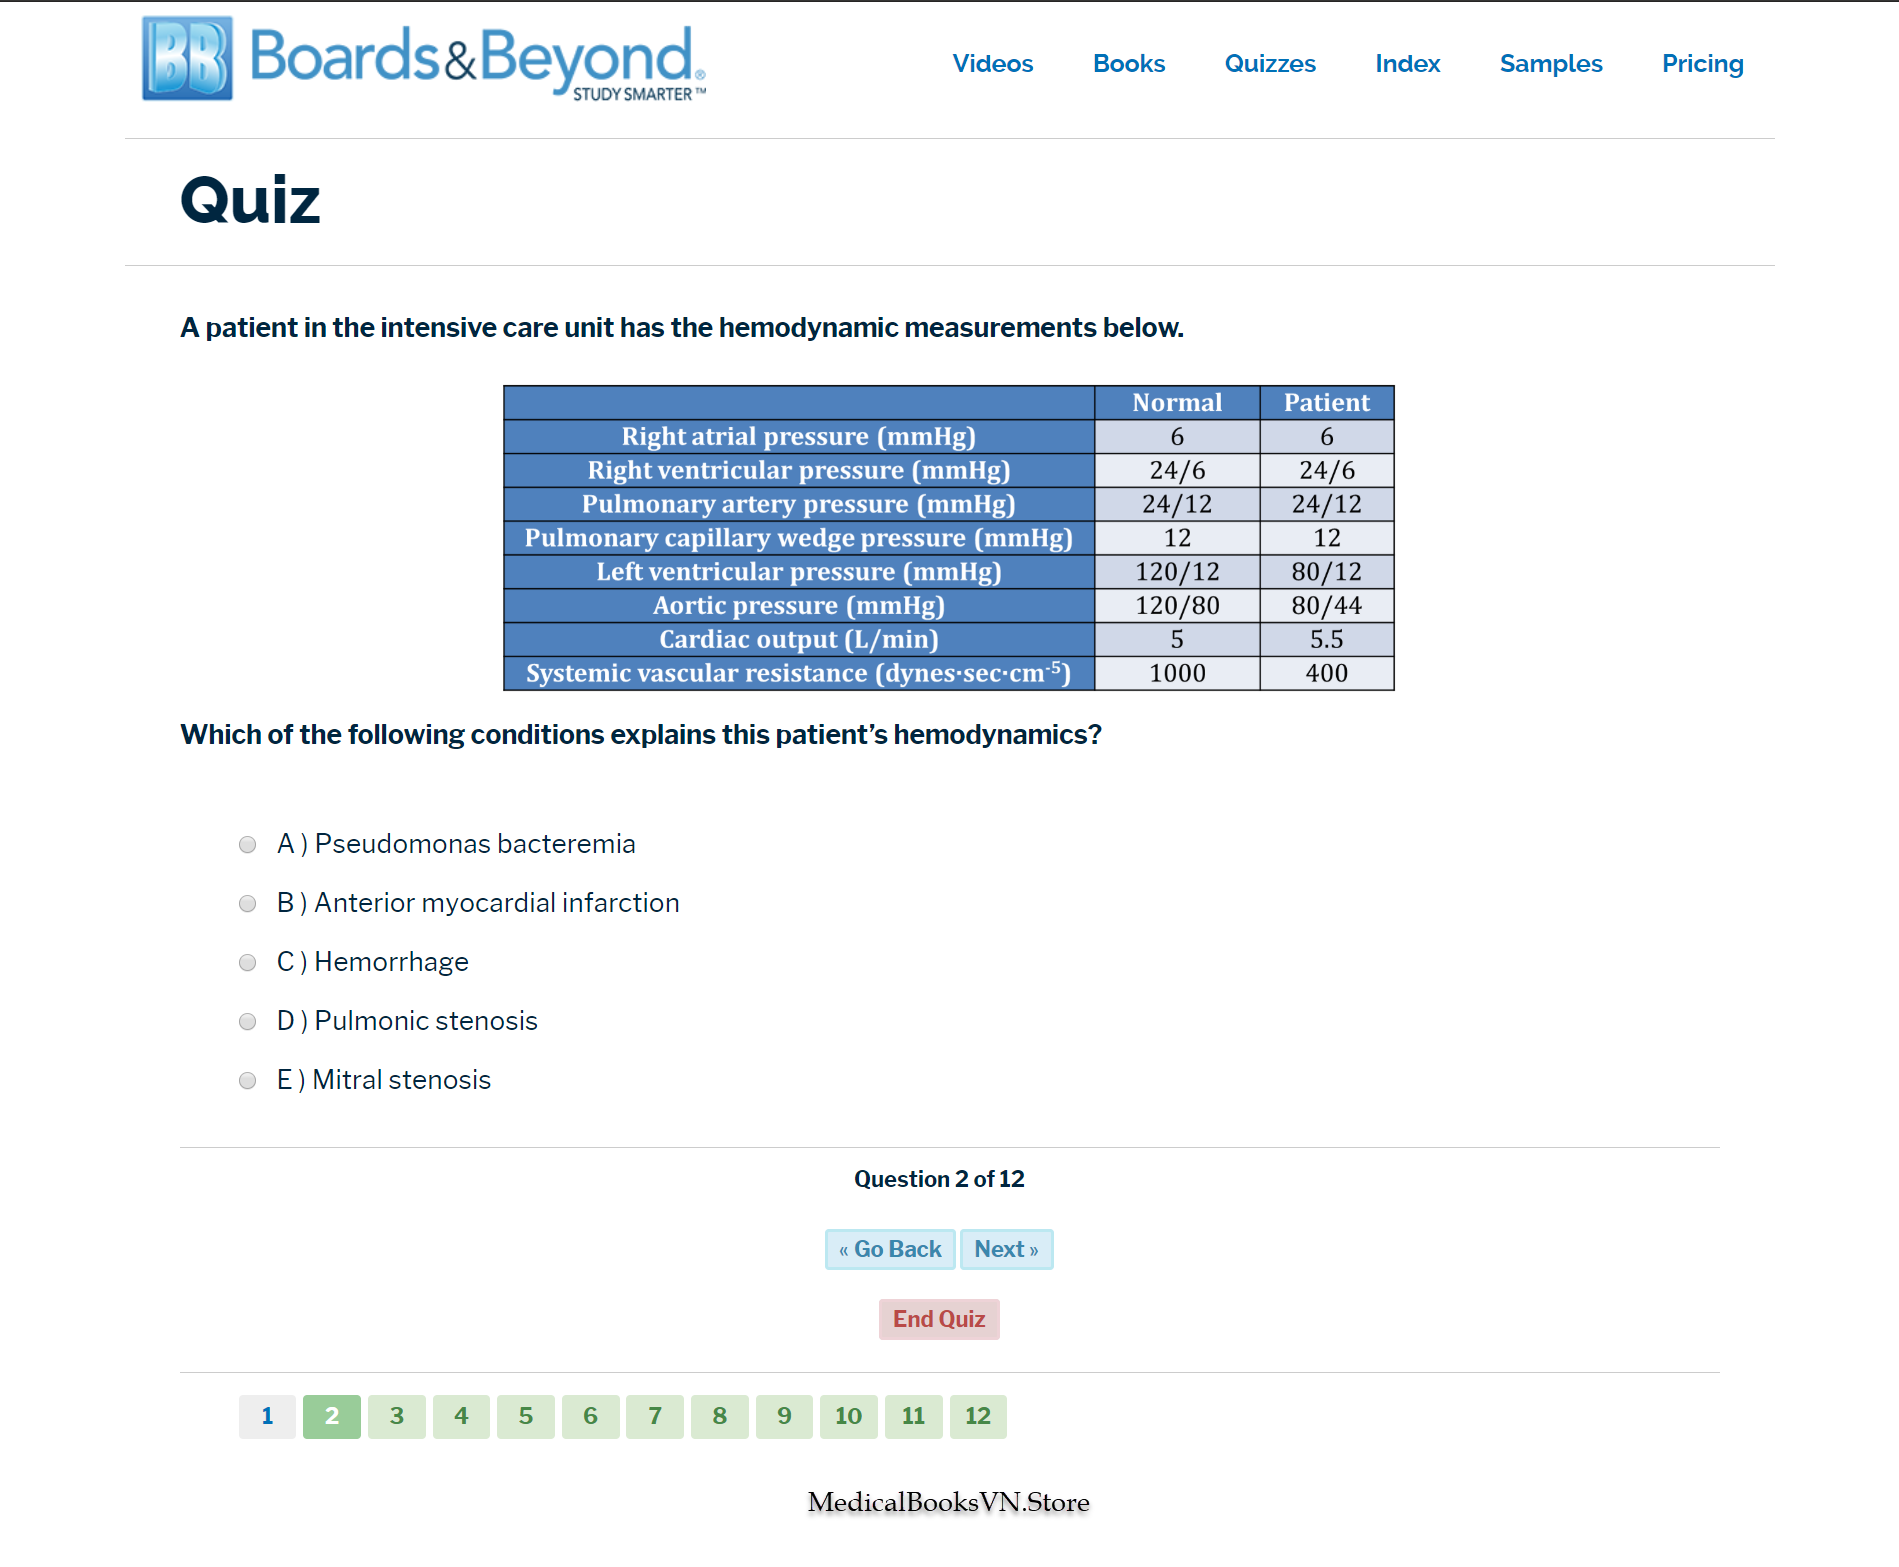 BB Boards&Beyond®
STUDY SMARTER™
Videos Books Quizzes Index Samples Pricing
Quiz
A patient in the intensive care unit has the hemodynamic measurements below.
Normal Patient
Right atrial pressure (mmHg) 6 6
Right ventricular pressure (mmHg) 24/6 24/6
Pulmonary artery pressure (mmHg) 24/12 24/12
Pulmonary capillary wedge pressure (mmHg) 12 12
Left ventricular pressure (mmHg) 120/12 80/12
Aortic pressure (mmHg) 120/80 80/44
Cardiac output (L/min) 5 5.5
Systemic vascular resistance (dynes·sec·cm⁻⁵) 1000 400
Which of the following conditions explains this patient’s hemodynamics?
A ) Pseudomonas bacteremia
B ) Anterior myocardial infarction
C ) Hemorrhage
D ) Pulmonic stenosis
E ) Mitral stenosis
Question 2 of 12
« Go Back Next »
End Quiz
1 2 3 4 5 6 7 8 9 10 11 12
MedicalBooksVN.Store